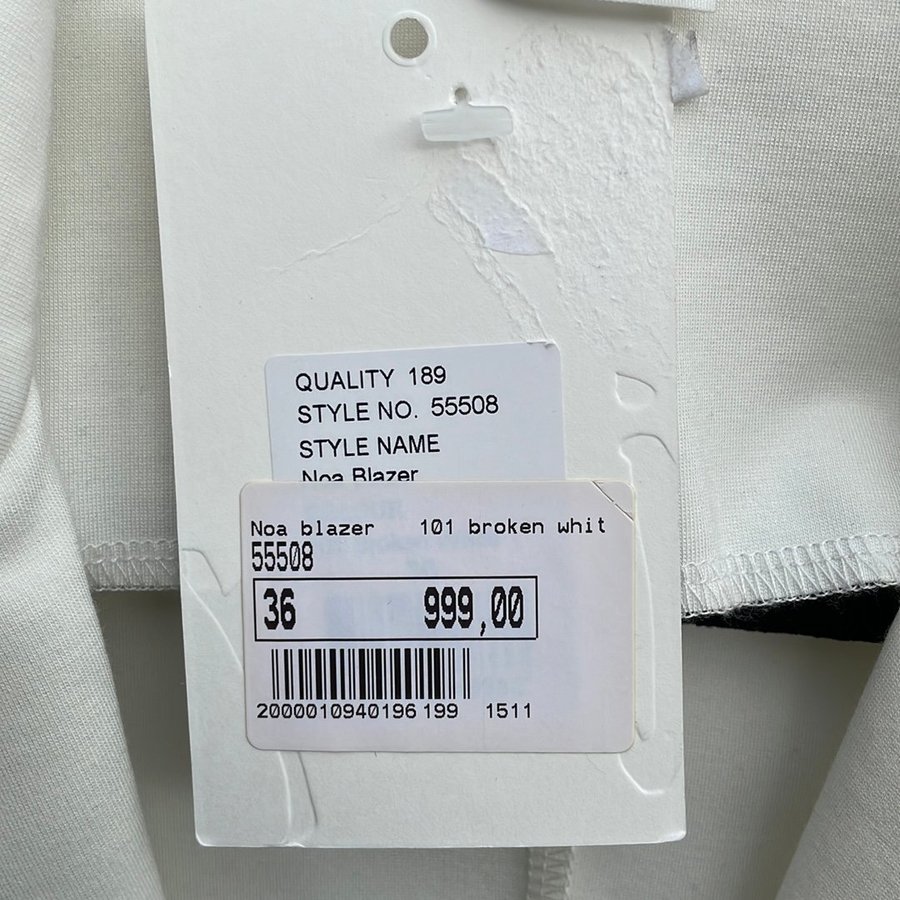 QUALITY 189
STYLE NO. 55508
STYLE NAME
Noa Blazer
Noa blazer 101 broken whit
55508
36 999,00
2000010940196 199 1511